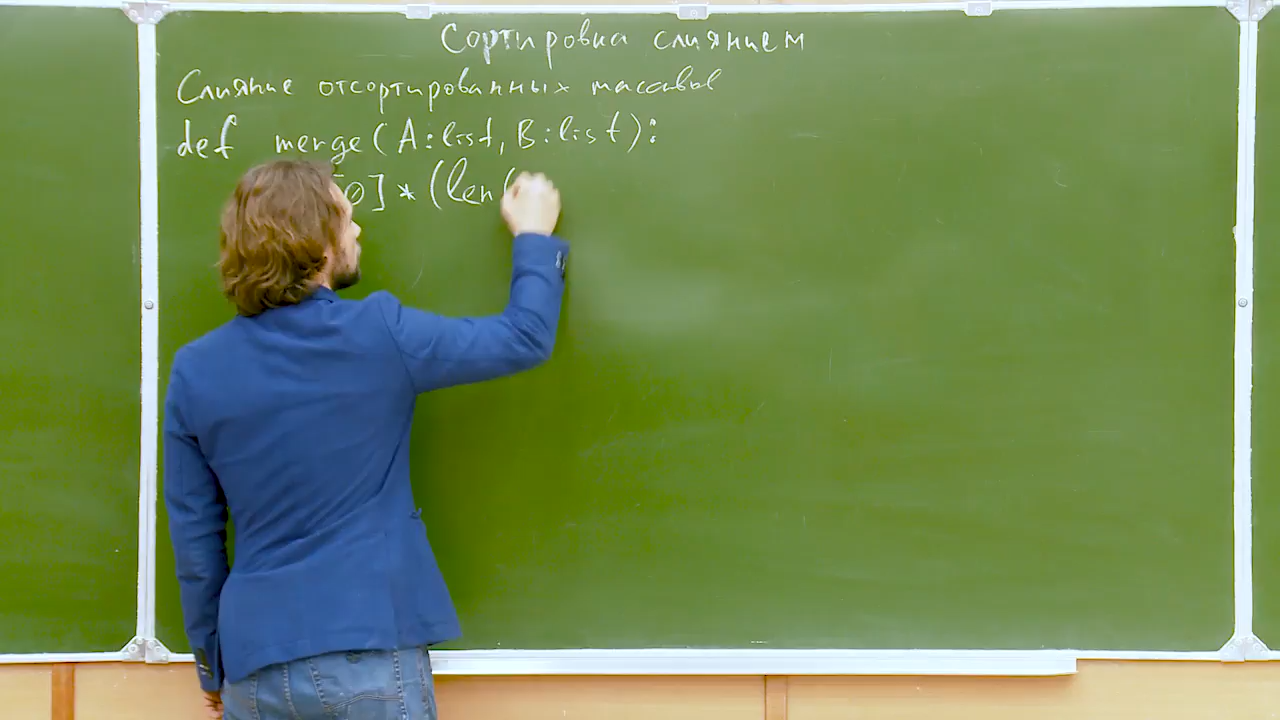 Сортировка слиянием
Слияние отсортированных массивов
def merge(A:list, B:list):
[0] * (len(